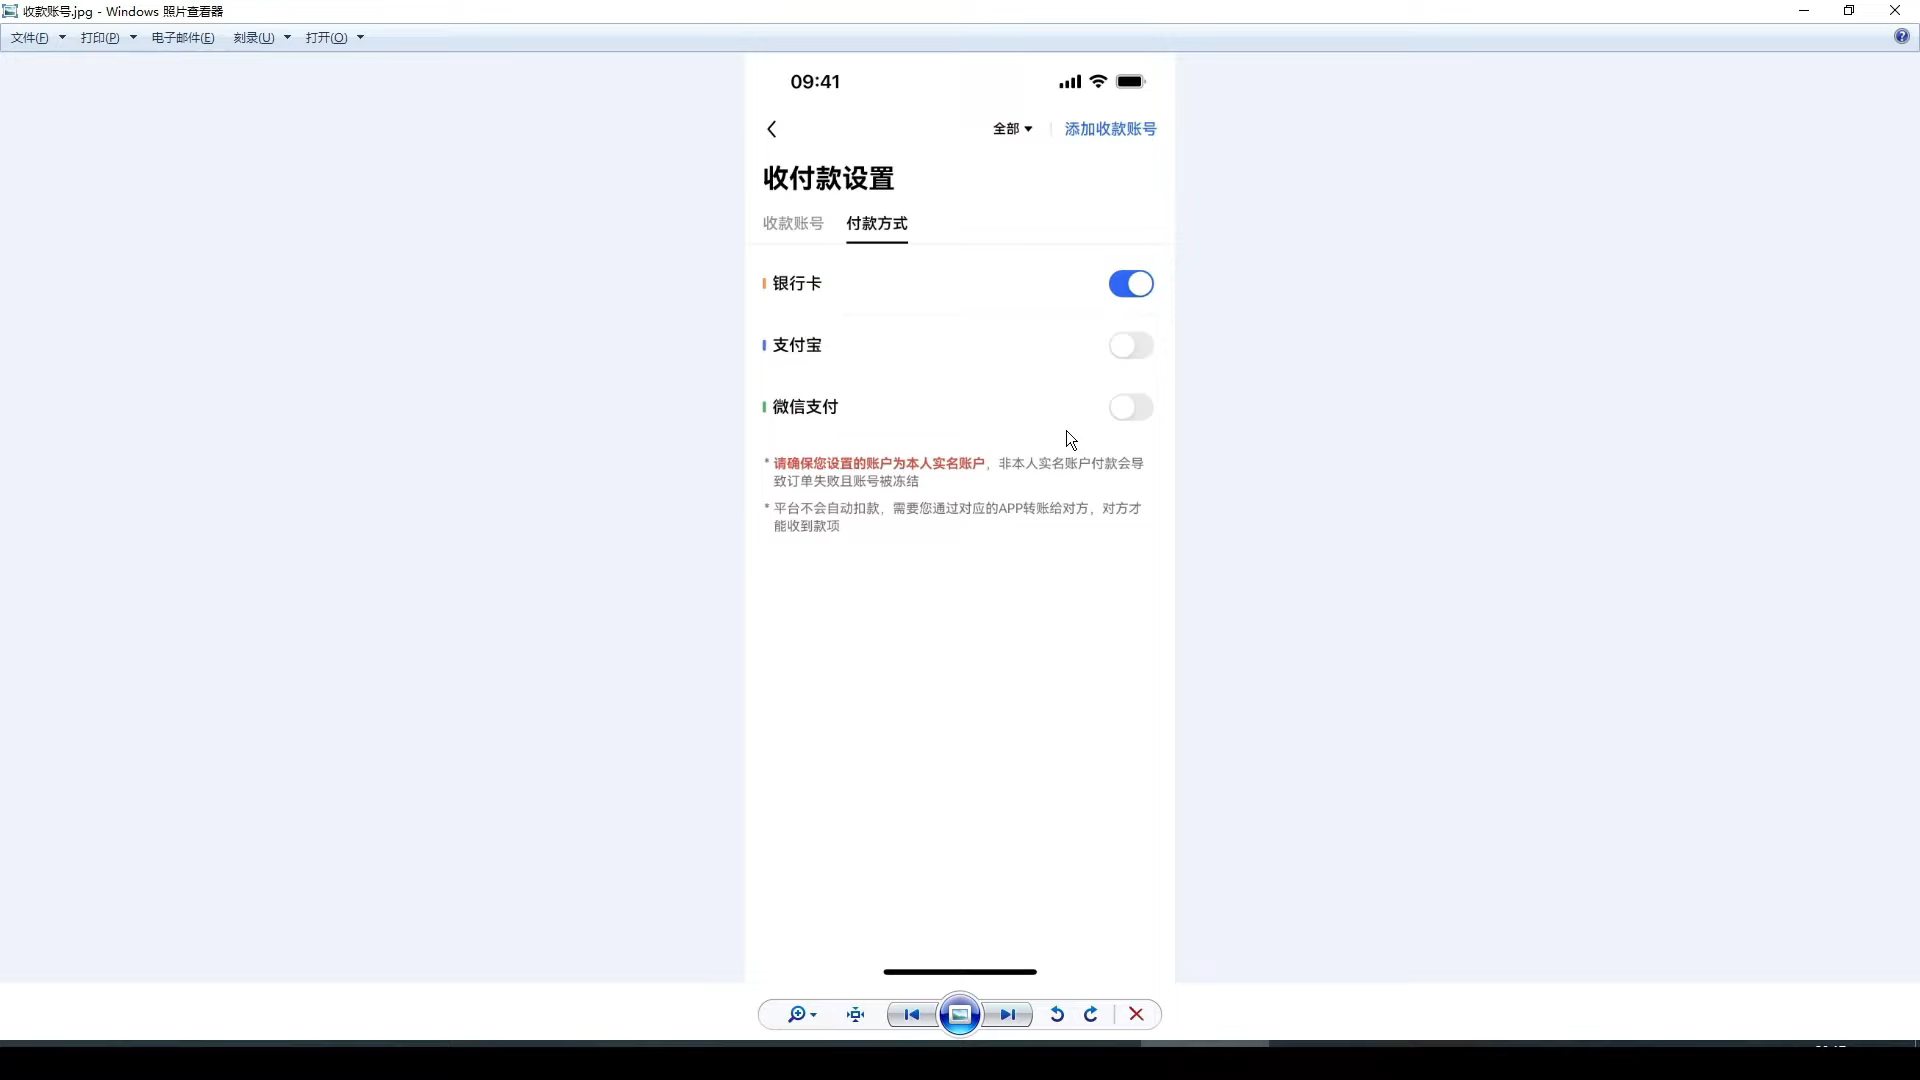 收款账号.jpg - Windows 照片查看器
文件(F) 打印(P) 电子邮件(E) 刻录(U) 打开(O)
09:41
全部 添加收款账号
收付款设置
收款账号 付款方式
银行卡
支付宝
微信支付
* 请确保您设置的账户为本人实名账户，非本人实名账户付款会导
致订单失败且账号被冻结
* 平台不会自动扣款，需要您通过对应的APP转账给对方，对方才
能收到款项